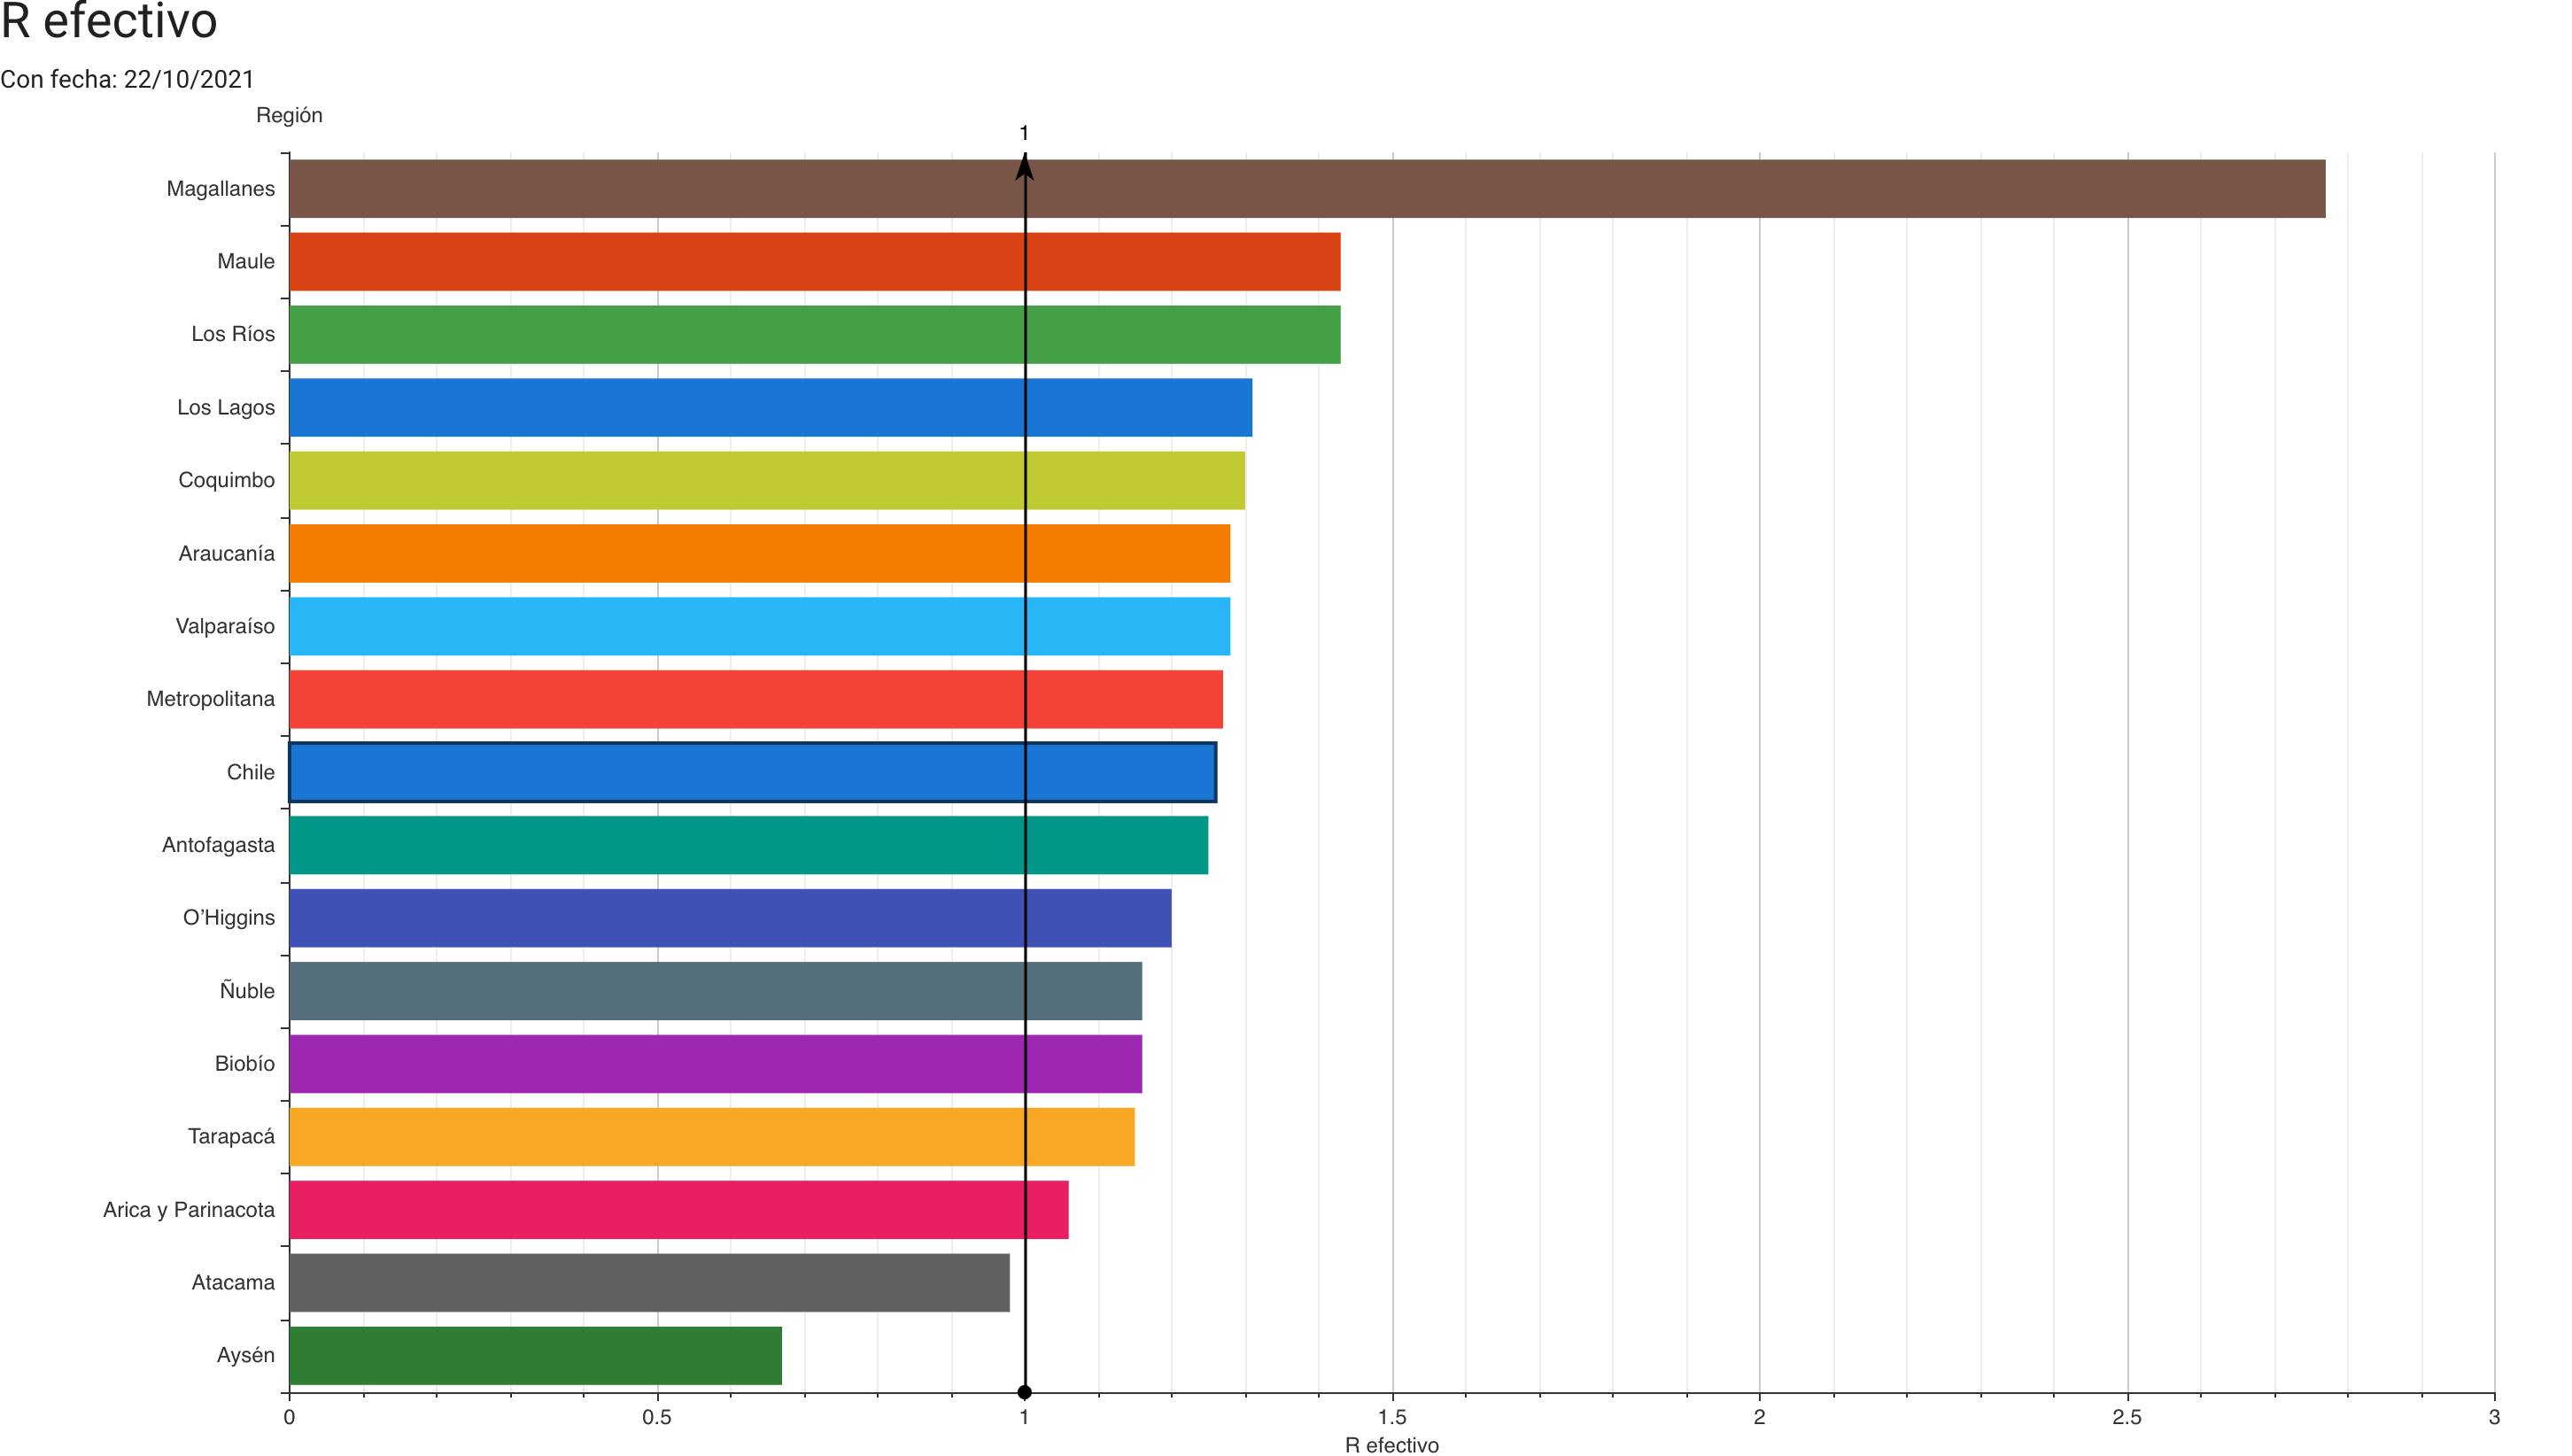 R efectivo
Con fecha: 22/10/2021
Región
1
Magallanes
Maule
Los Ríos
Los Lagos
Coquimbo
Araucanía
Valparaíso
Metropolitana
Chile
Antofagasta
O’Higgins
Ñuble
Biobío
Tarapacá
Arica y Parinacota
Atacama
Aysén
0 0.5 1 1.5 2 2.5 3
R efectivo